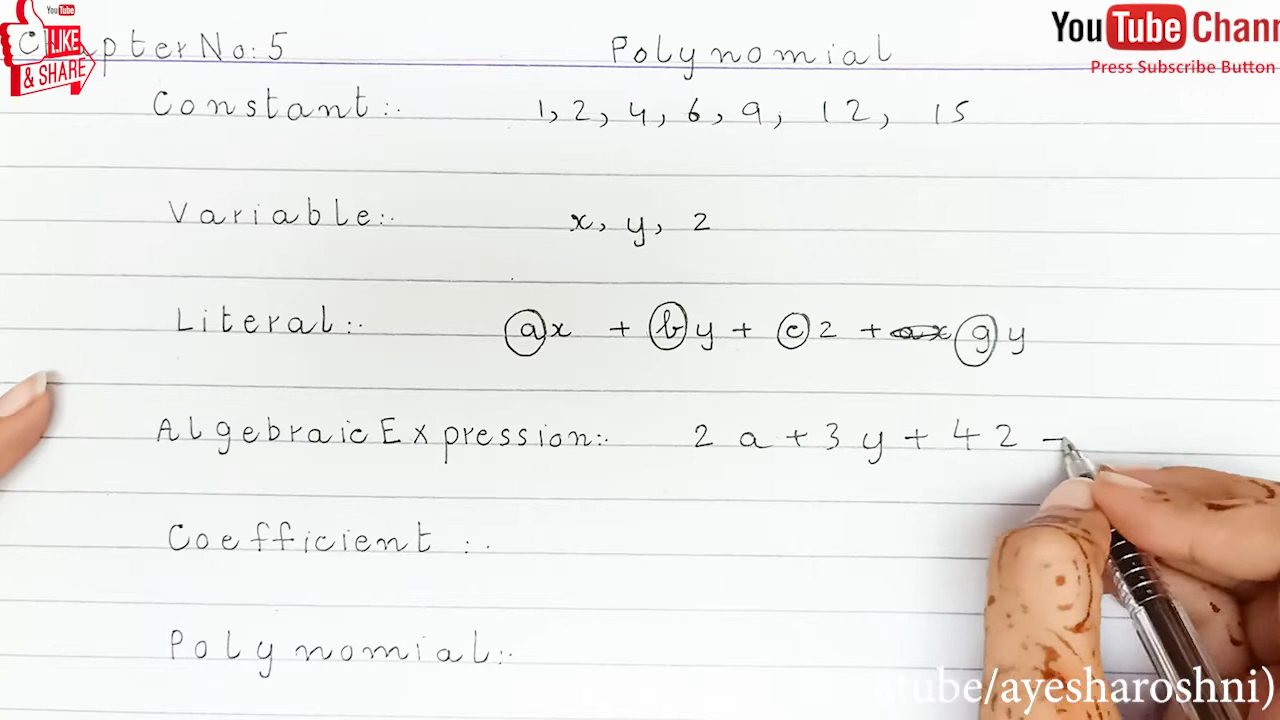 Chapter No:5 Polynomial
YouTube
LIKE & SHARE
YouTube Chann
Press Subscribe Button
Constant:. 1, 2, 4, 6, 9, 12, 15
Variable:. x, y, z
Literal:. ax + by + cz + gy
Algebraic Expression:. 2a + 3y + 4z -
Coefficient :.
Polynomial:.
tube/ayesharoshni)